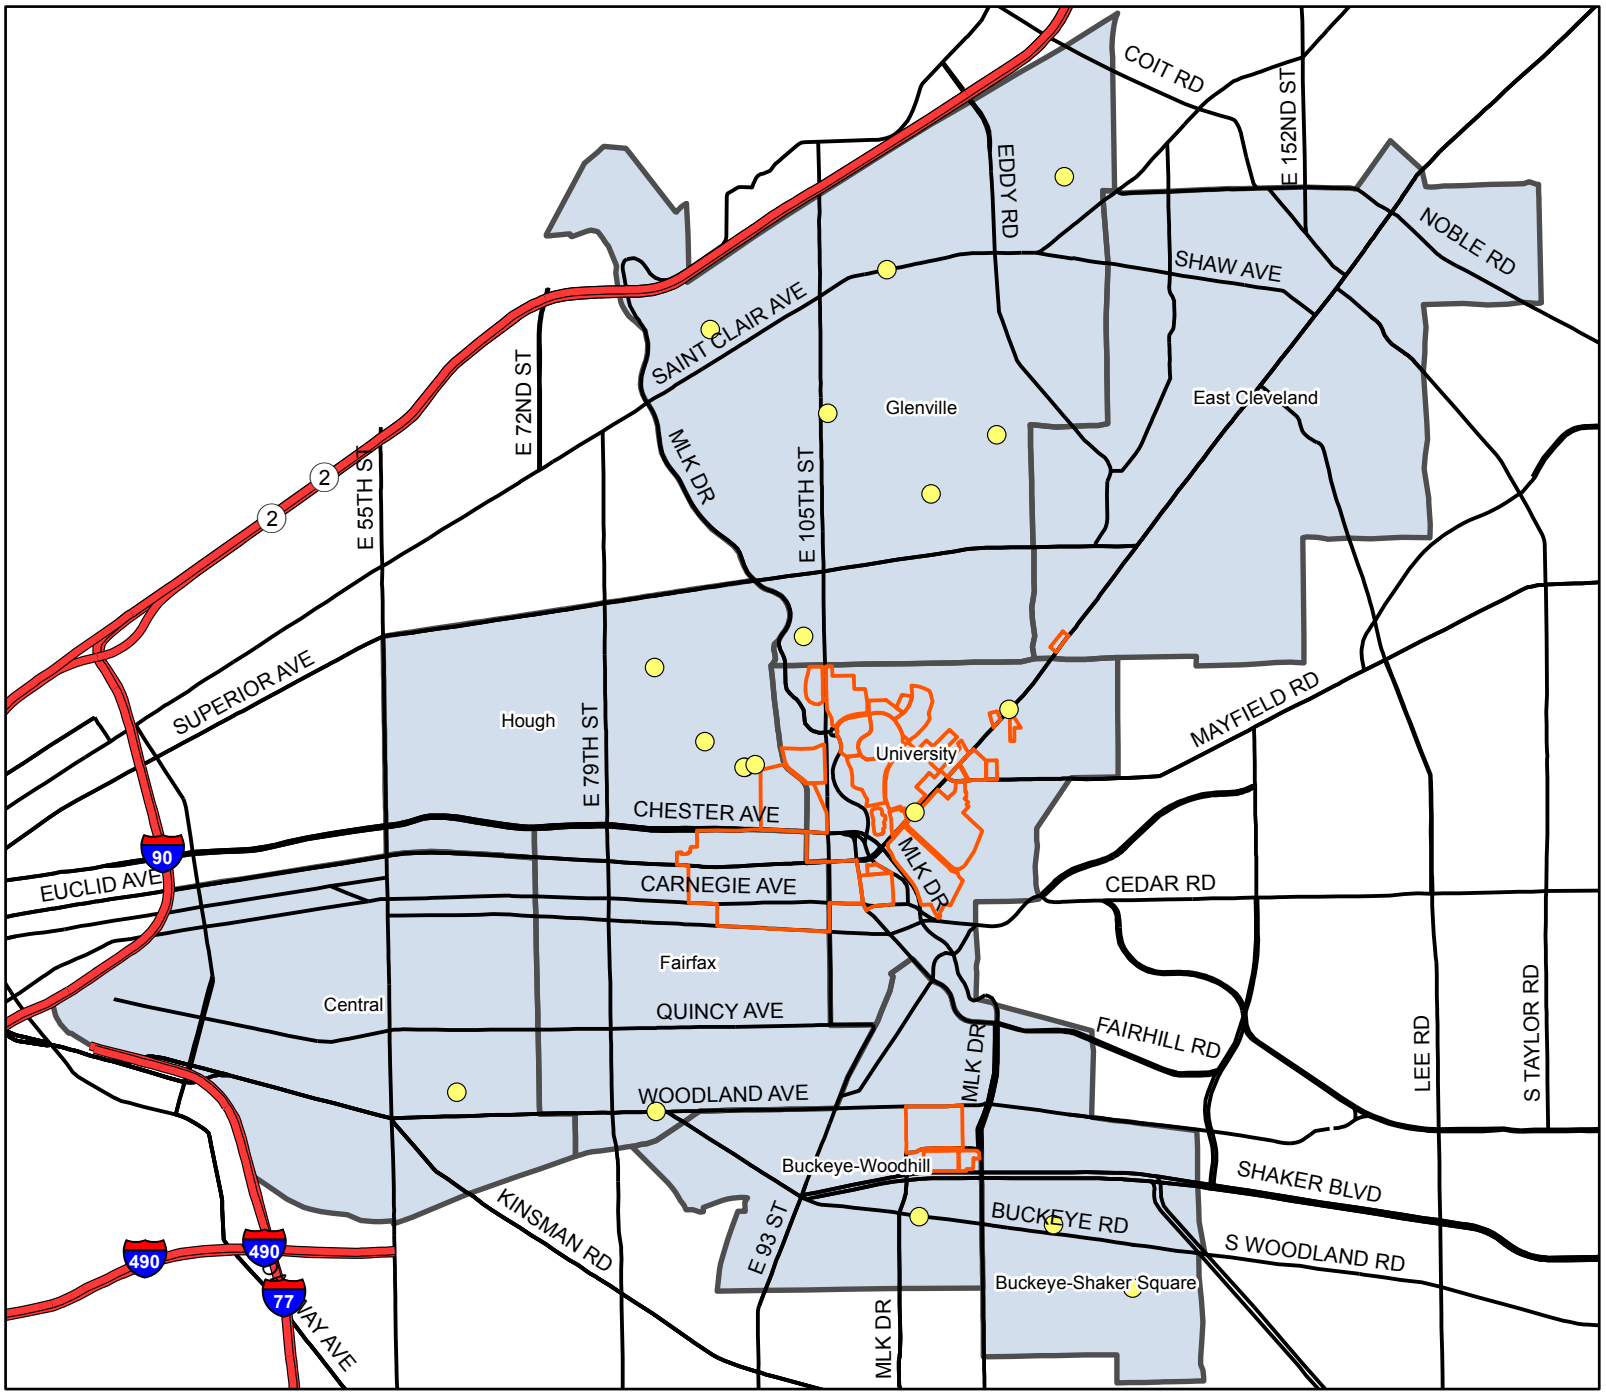 COIT RD
E 152ND ST
EDDY RD
NOBLE RD
SHAW AVE
SAINT CLAIR AVE
E 72ND ST
East Cleveland
Glenville
MLK DR
E 55TH ST
E 105TH ST
2
2
SUPERIOR AVE
MAYFIELD RD
Hough
E 79TH ST
University
CHESTER AVE
90
EUCLID AVE
CARNEGIE AVE
MLK DR
CEDAR RD
Fairfax
Central
QUINCY AVE
FAIRHILL RD
MLK DR
LEE RD
S TAYLOR RD
WOODLAND AVE
Buckeye-Woodhill
SHAKER BLVD
KINSMAN RD
E 93 ST
BUCKEYE RD
S WOODLAND RD
490
490
77
Buckeye-Shaker Square
MLK DR
WAY AVE